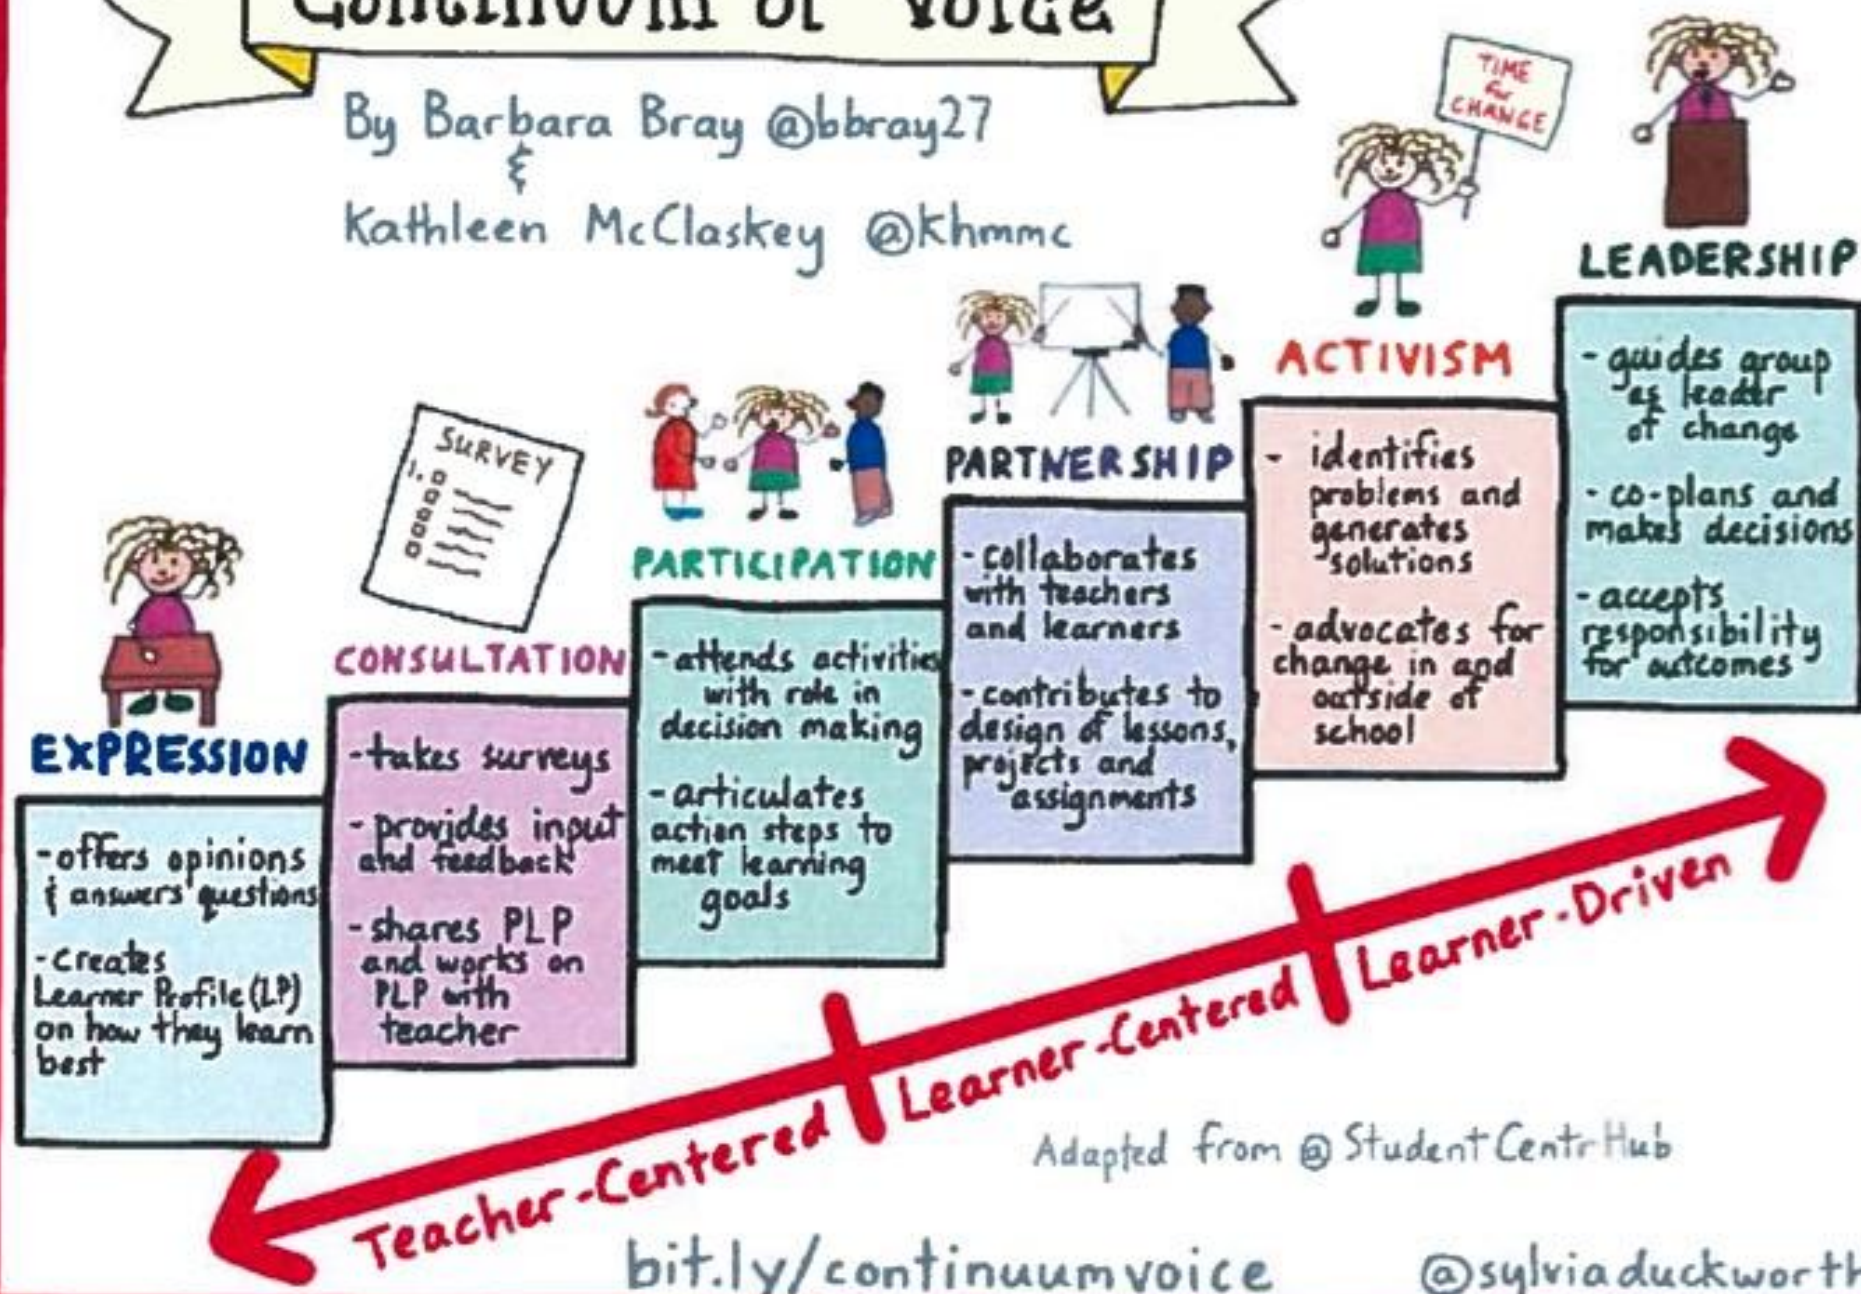 Continuum of Voice
By Barbara Bray @bbray27
&
Kathleen McClaskey @khmmc
TIME
for
CHANGE
LEADERSHIP
- guides group
as leader
of change
- co-plans and
makes decisions
- accepts
responsibility
for outcomes
ACTIVISM
- identifies
problems and
generates
solutions
- advocates for
change in and
outside of
school
PARTNERSHIP
- collaborates
with teachers
and learners
- contributes to
design of lessons,
projects and
assignments
PARTICIPATION
- attends activities
with role in
decision making
- articulates
action steps to
meet learning
goals
SURVEY
1.
CONSULTATION
- takes surveys
- provides input
and feedback
- shares PLP
and works on
PLP with
teacher
EXPRESSION
- offers opinions
& answers questions
- creates
Learner Profile (LP)
on how they learn
best
Teacher-Centered
Learner-Centered
Learner-Driven
Adapted from @StudentCentrHub
bit.ly/continuumvoice
@sylviaduckworth